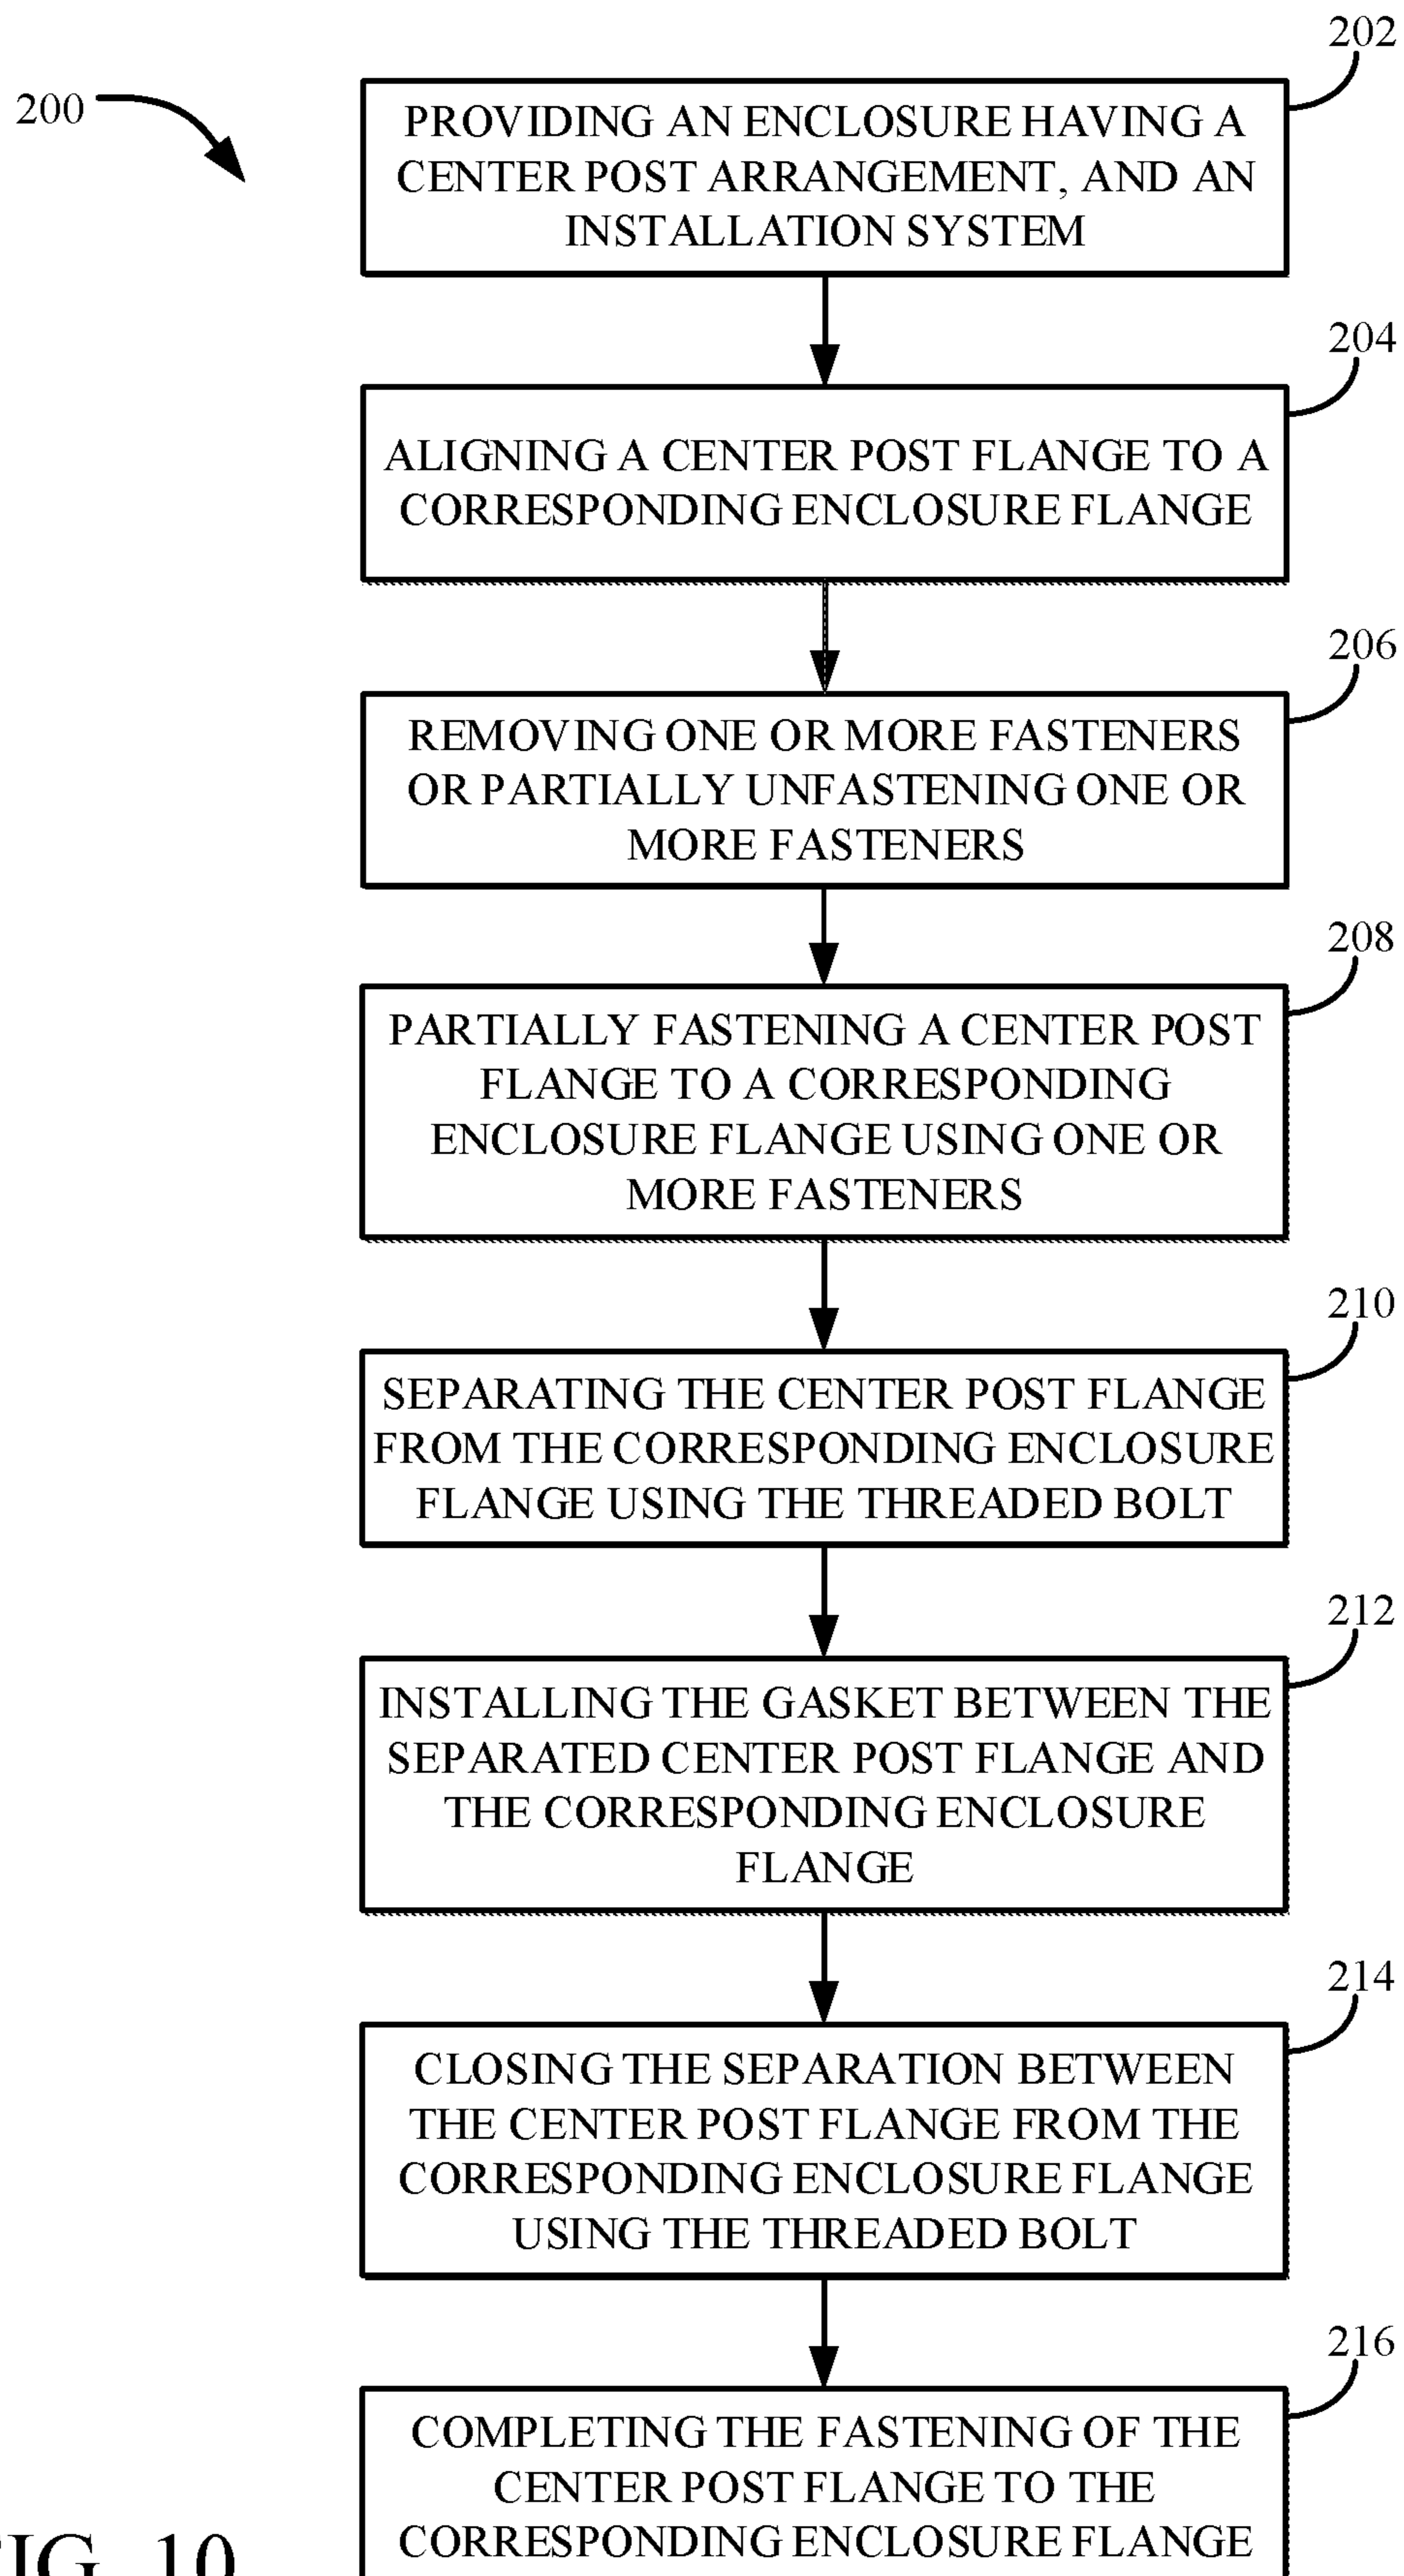 202
200
PROVIDING AN ENCLOSURE HAVING A
CENTER POST ARRANGEMENT, AND AN
INSTALLATION SYSTEM
204
ALIGNING A CENTER POST FLANGE TO A
CORRESPONDING ENCLOSURE FLANGE
206
REMOVING ONE OR MORE FASTENERS
OR PARTIALLY UNFASTENING ONE OR
MORE FASTENERS
208
PARTIALLY FASTENING A CENTER POST
FLANGE TO A CORRESPONDING
ENCLOSURE FLANGE USING ONE OR
MORE FASTENERS
210
SEPARATING THE CENTER POST FLANGE
FROM THE CORRESPONDING ENCLOSURE
FLANGE USING THE THREADED BOLT
212
INSTALLING THE GASKET BETWEEN THE
SEPARATED CENTER POST FLANGE AND
THE CORRESPONDING ENCLOSURE
FLANGE
214
CLOSING THE SEPARATION BETWEEN
THE CENTER POST FLANGE FROM THE
CORRESPONDING ENCLOSURE FLANGE
USING THE THREADED BOLT
216
COMPLETING THE FASTENING OF THE
CENTER POST FLANGE TO THE
CORRESPONDING ENCLOSURE FLANGE
10